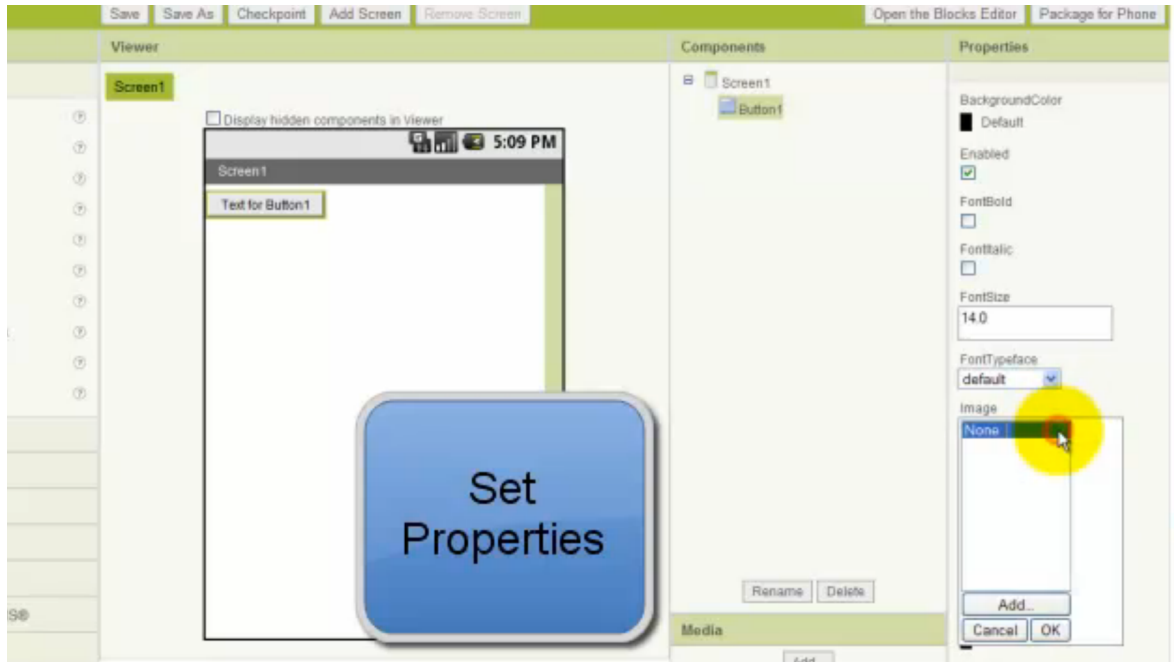 Save Save As Checkpoint Add Screen Remove Screen Open the Blocks Editor Package for Phone
Viewer Components Properties
Screen1
Screen1
Button1
BackgroundColor
Default
Display hidden components in Viewer
5:09 PM
Enabled
Screen1
Text for Button1
FontBold
FontItalic
FontSize
14.0
FontTypeface
default
Image
None
Set
Properties
Rename Delete
Add..
Cancel OK
S®
Media
Add...